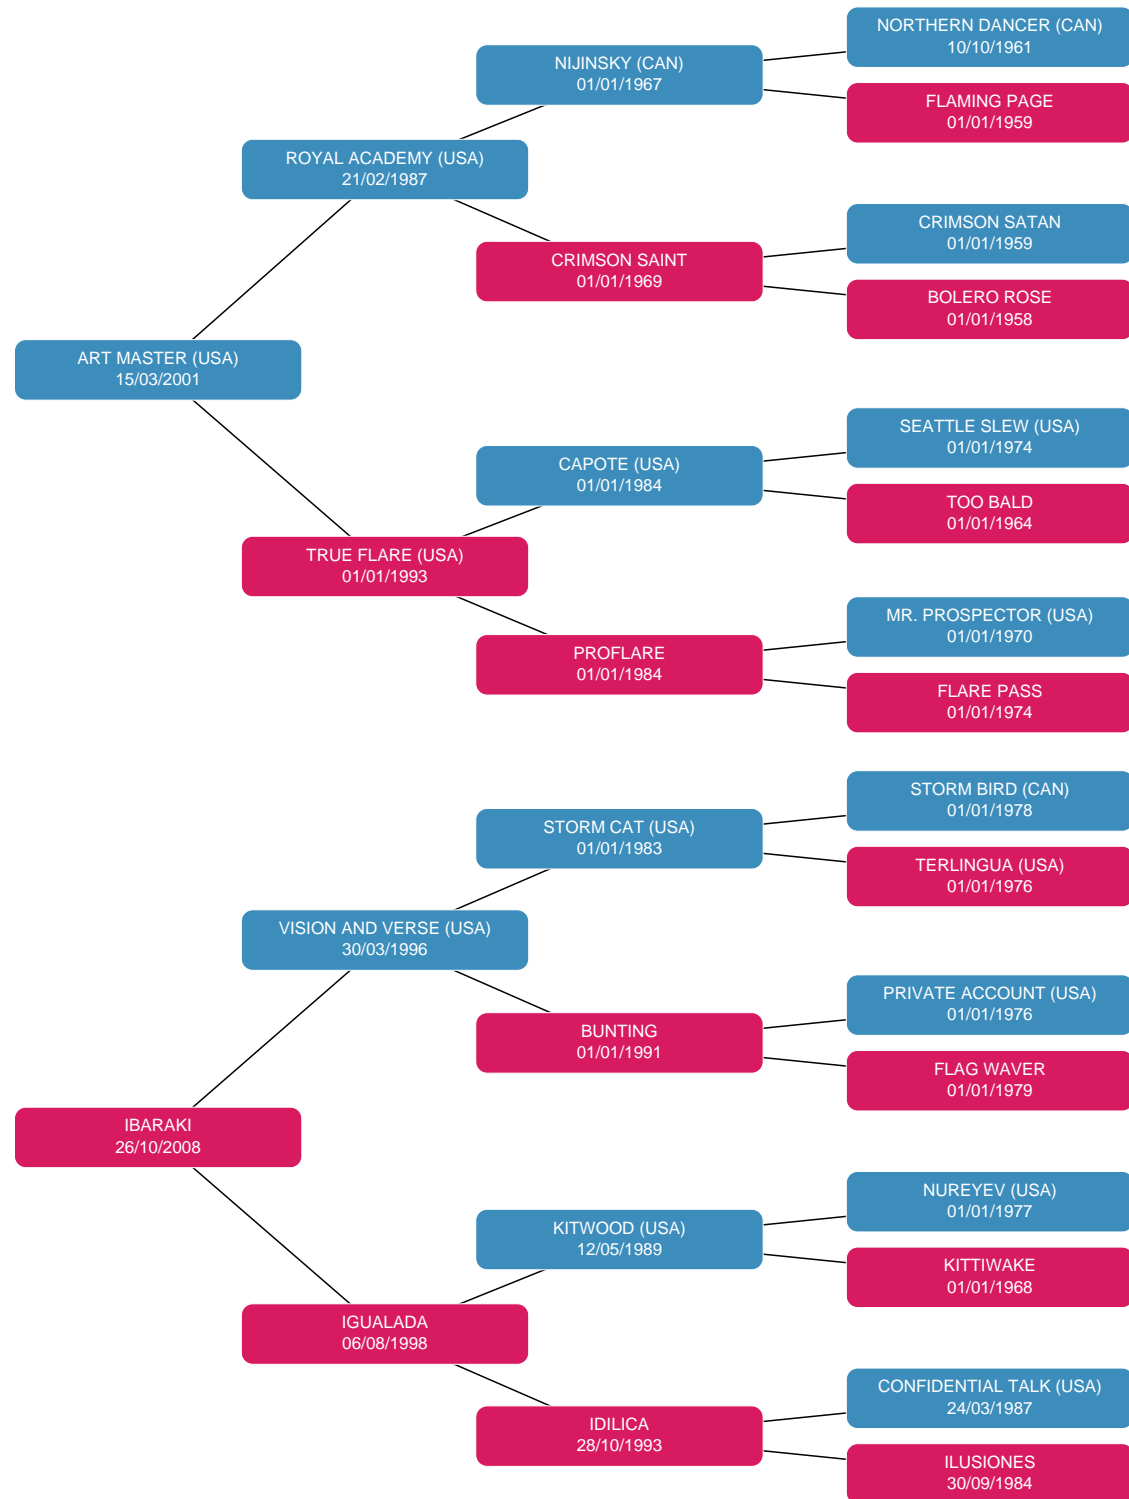 NORTHERN DANCER (CAN)
10/10/1961
NIJINSKY (CAN)
01/01/1967
FLAMING PAGE
01/01/1959
ROYAL ACADEMY (USA)
21/02/1987
CRIMSON SATAN
01/01/1959
CRIMSON SAINT
01/01/1969
BOLERO ROSE
01/01/1958
ART MASTER (USA)
15/03/2001
SEATTLE SLEW (USA)
01/01/1974
CAPOTE (USA)
01/01/1984
TOO BALD
01/01/1964
TRUE FLARE (USA)
01/01/1993
MR. PROSPECTOR (USA)
01/01/1970
PROFLARE
01/01/1984
FLARE PASS
01/01/1974
STORM BIRD (CAN)
01/01/1978
STORM CAT (USA)
01/01/1983
TERLINGUA (USA)
01/01/1976
VISION AND VERSE (USA)
30/03/1996
PRIVATE ACCOUNT (USA)
01/01/1976
BUNTING
01/01/1991
FLAG WAVER
01/01/1979
IBARAKI
26/10/2008
NUREYEV (USA)
01/01/1977
KITWOOD (USA)
12/05/1989
KITTIWAKE
01/01/1968
IGUALADA
06/08/1998
CONFIDENTIAL TALK (USA)
24/03/1987
IDILICA
28/10/1993
ILUSIONES
30/09/1984